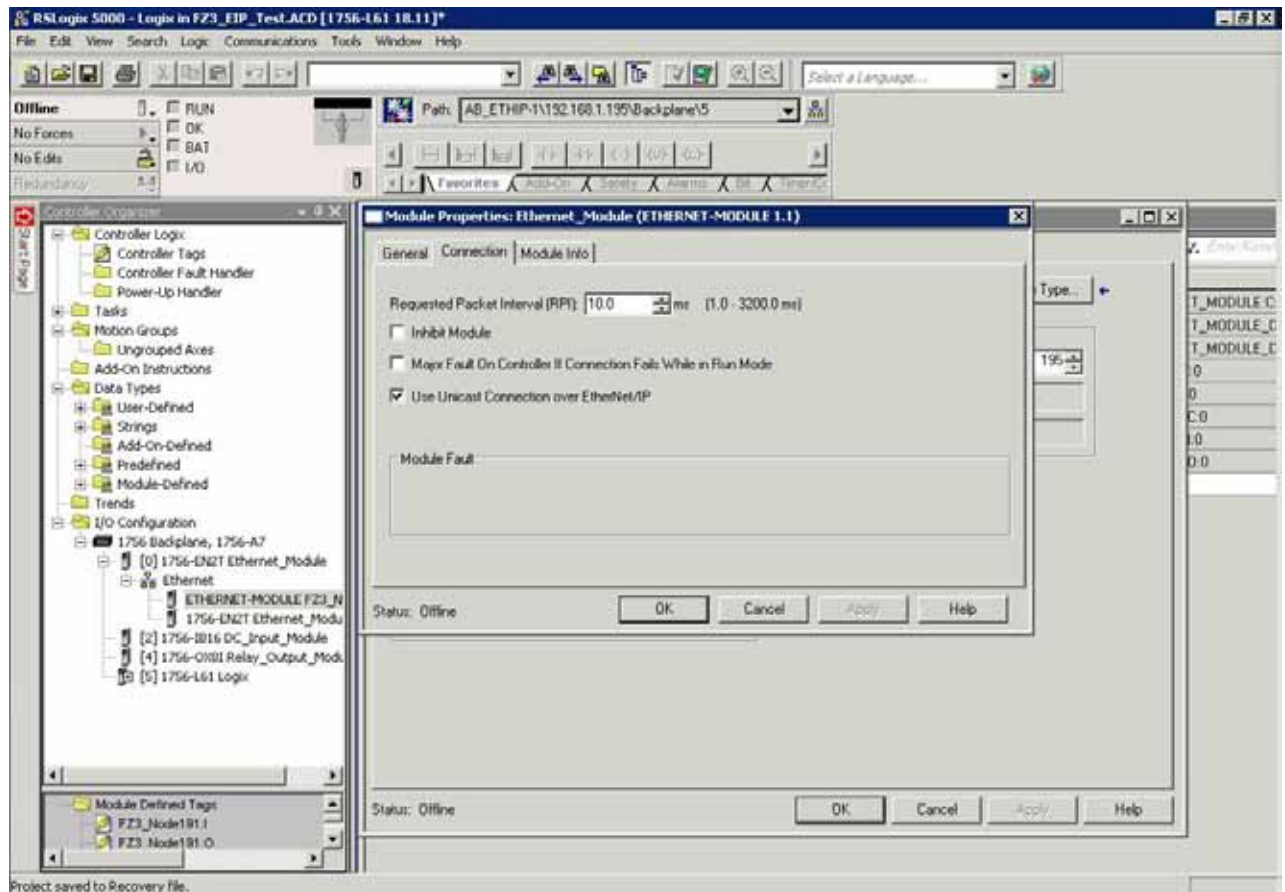 RSLogix 5000 - Logix in FZ3_EIP_Test.ACD [1756-L61 18.11]*
File Edit View Search Logic Communications Tools Window Help
Select a Language...
Offline
RUN
No Forces
OK
No Edits
BAT
Redundancy
I/O
Path: AB_ETHIP-1\192.168.1.195\Backplane\5
Favorites Add-On Safety Alarms Bit Timer/C
Start Page
Controller Organizer
Controller Logix
Controller Tags
Controller Fault Handler
Power-Up Handler
Tasks
Motion Groups
Ungrouped Axes
Add-On Instructions
Data Types
User-Defined
Strings
Add-On-Defined
Predefined
Module-Defined
Trends
I/O Configuration
1756 Backplane, 1756-A7
[0] 1756-EN2T Ethernet_Module
Ethernet
ETHERNET-MODULE FZ3_N
1756-EN2T Ethernet_Modu
[2] 1756-IB16 DC_Input_Module
[4] 1756-OX8I Relay_Output_Modu
[5] 1756-L61 Logix
Module Defined Tags
FZ3_Node191:I
FZ3_Node191:O
Module Properties: Ethernet_Module (ETHERNET-MODULE 1.1)
General Connection Module Info
Requested Packet Interval (RPI): 10.0 ms (1.0 - 3200.0 ms)
Inhibit Module
Major Fault On Controller If Connection Fails While in Run Mode
Use Unicast Connection over EtherNet/IP
Module Fault
Status: Offline
OK Cancel Apply Help
Type...
195
T_MODULE:C:
T_MODULE_D
T_MODULE_D
:0
:0
C:0
I:0
O:0
Status: Offline
OK Cancel Apply Help
Project saved to Recovery file.